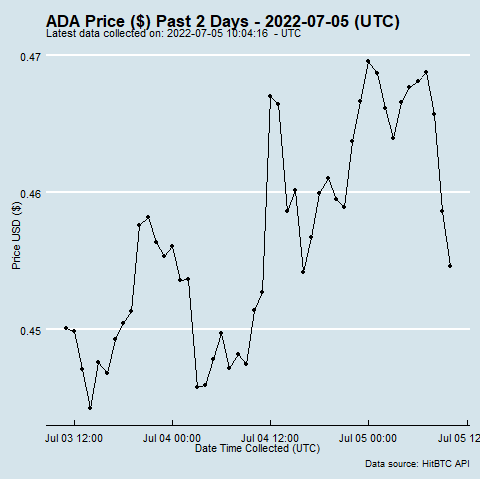 ADA Price ($) Past 2 Days - 2022-07-05 (UTC)
Latest data collected on: 2022-07-05 10:04:16 - UTC
0.47
0.46
Price USD ($)
0.45
Jul 03 12:00 Jul 04 00:00 Jul 04 12:00 Jul 05 00:00 Jul 05 12
Date Time Collected (UTC)
Data source: HitBTC API